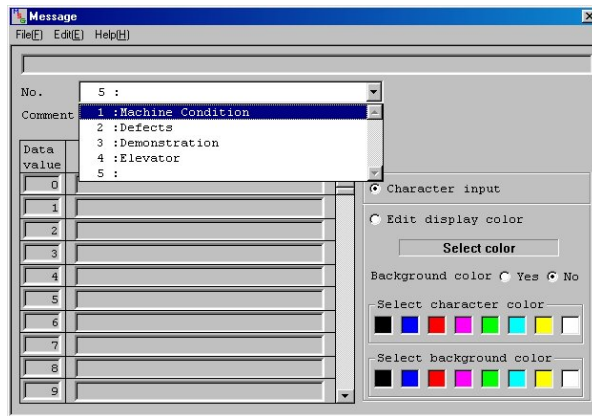 Message
File(F) Edit(E) Help(H)
No. 5 :
Comment
1 :Machine Condition
2 :Defects
3 :Demonstration
4 :Elevator
5 :
Data
value
0
1
2
3
4
5
6
7
8
9
Character input
Edit display color
Select color
Background color Yes No
Select character color
Select background color